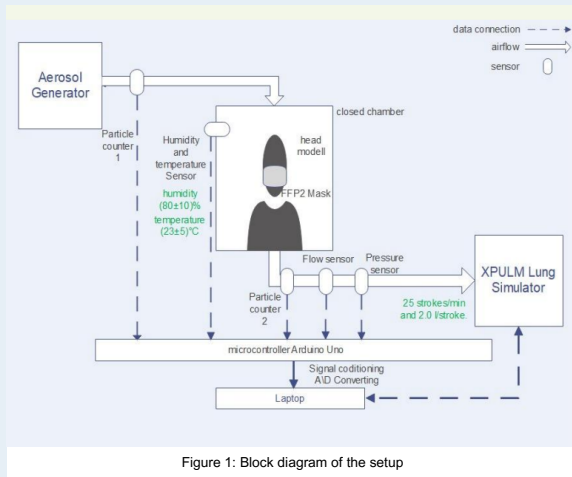 data connection
airflow
sensor
Aerosol
Generator
closed chamber
Particle
counter
1
Humidity
and
temperature
Sensor
humidity
(80±10)%
temperature
(23±5)°C
head
modell
FFP2 Mask
Flow sensor
Pressure
sensor
Particle
counter
2
XPULM Lung
Simulator
25 strokes/min
and 2.0 l/stroke.
microcontroller Arduino Uno
Signal coditioning
A\D Converting
Laptop
Figure 1: Block diagram of the setup